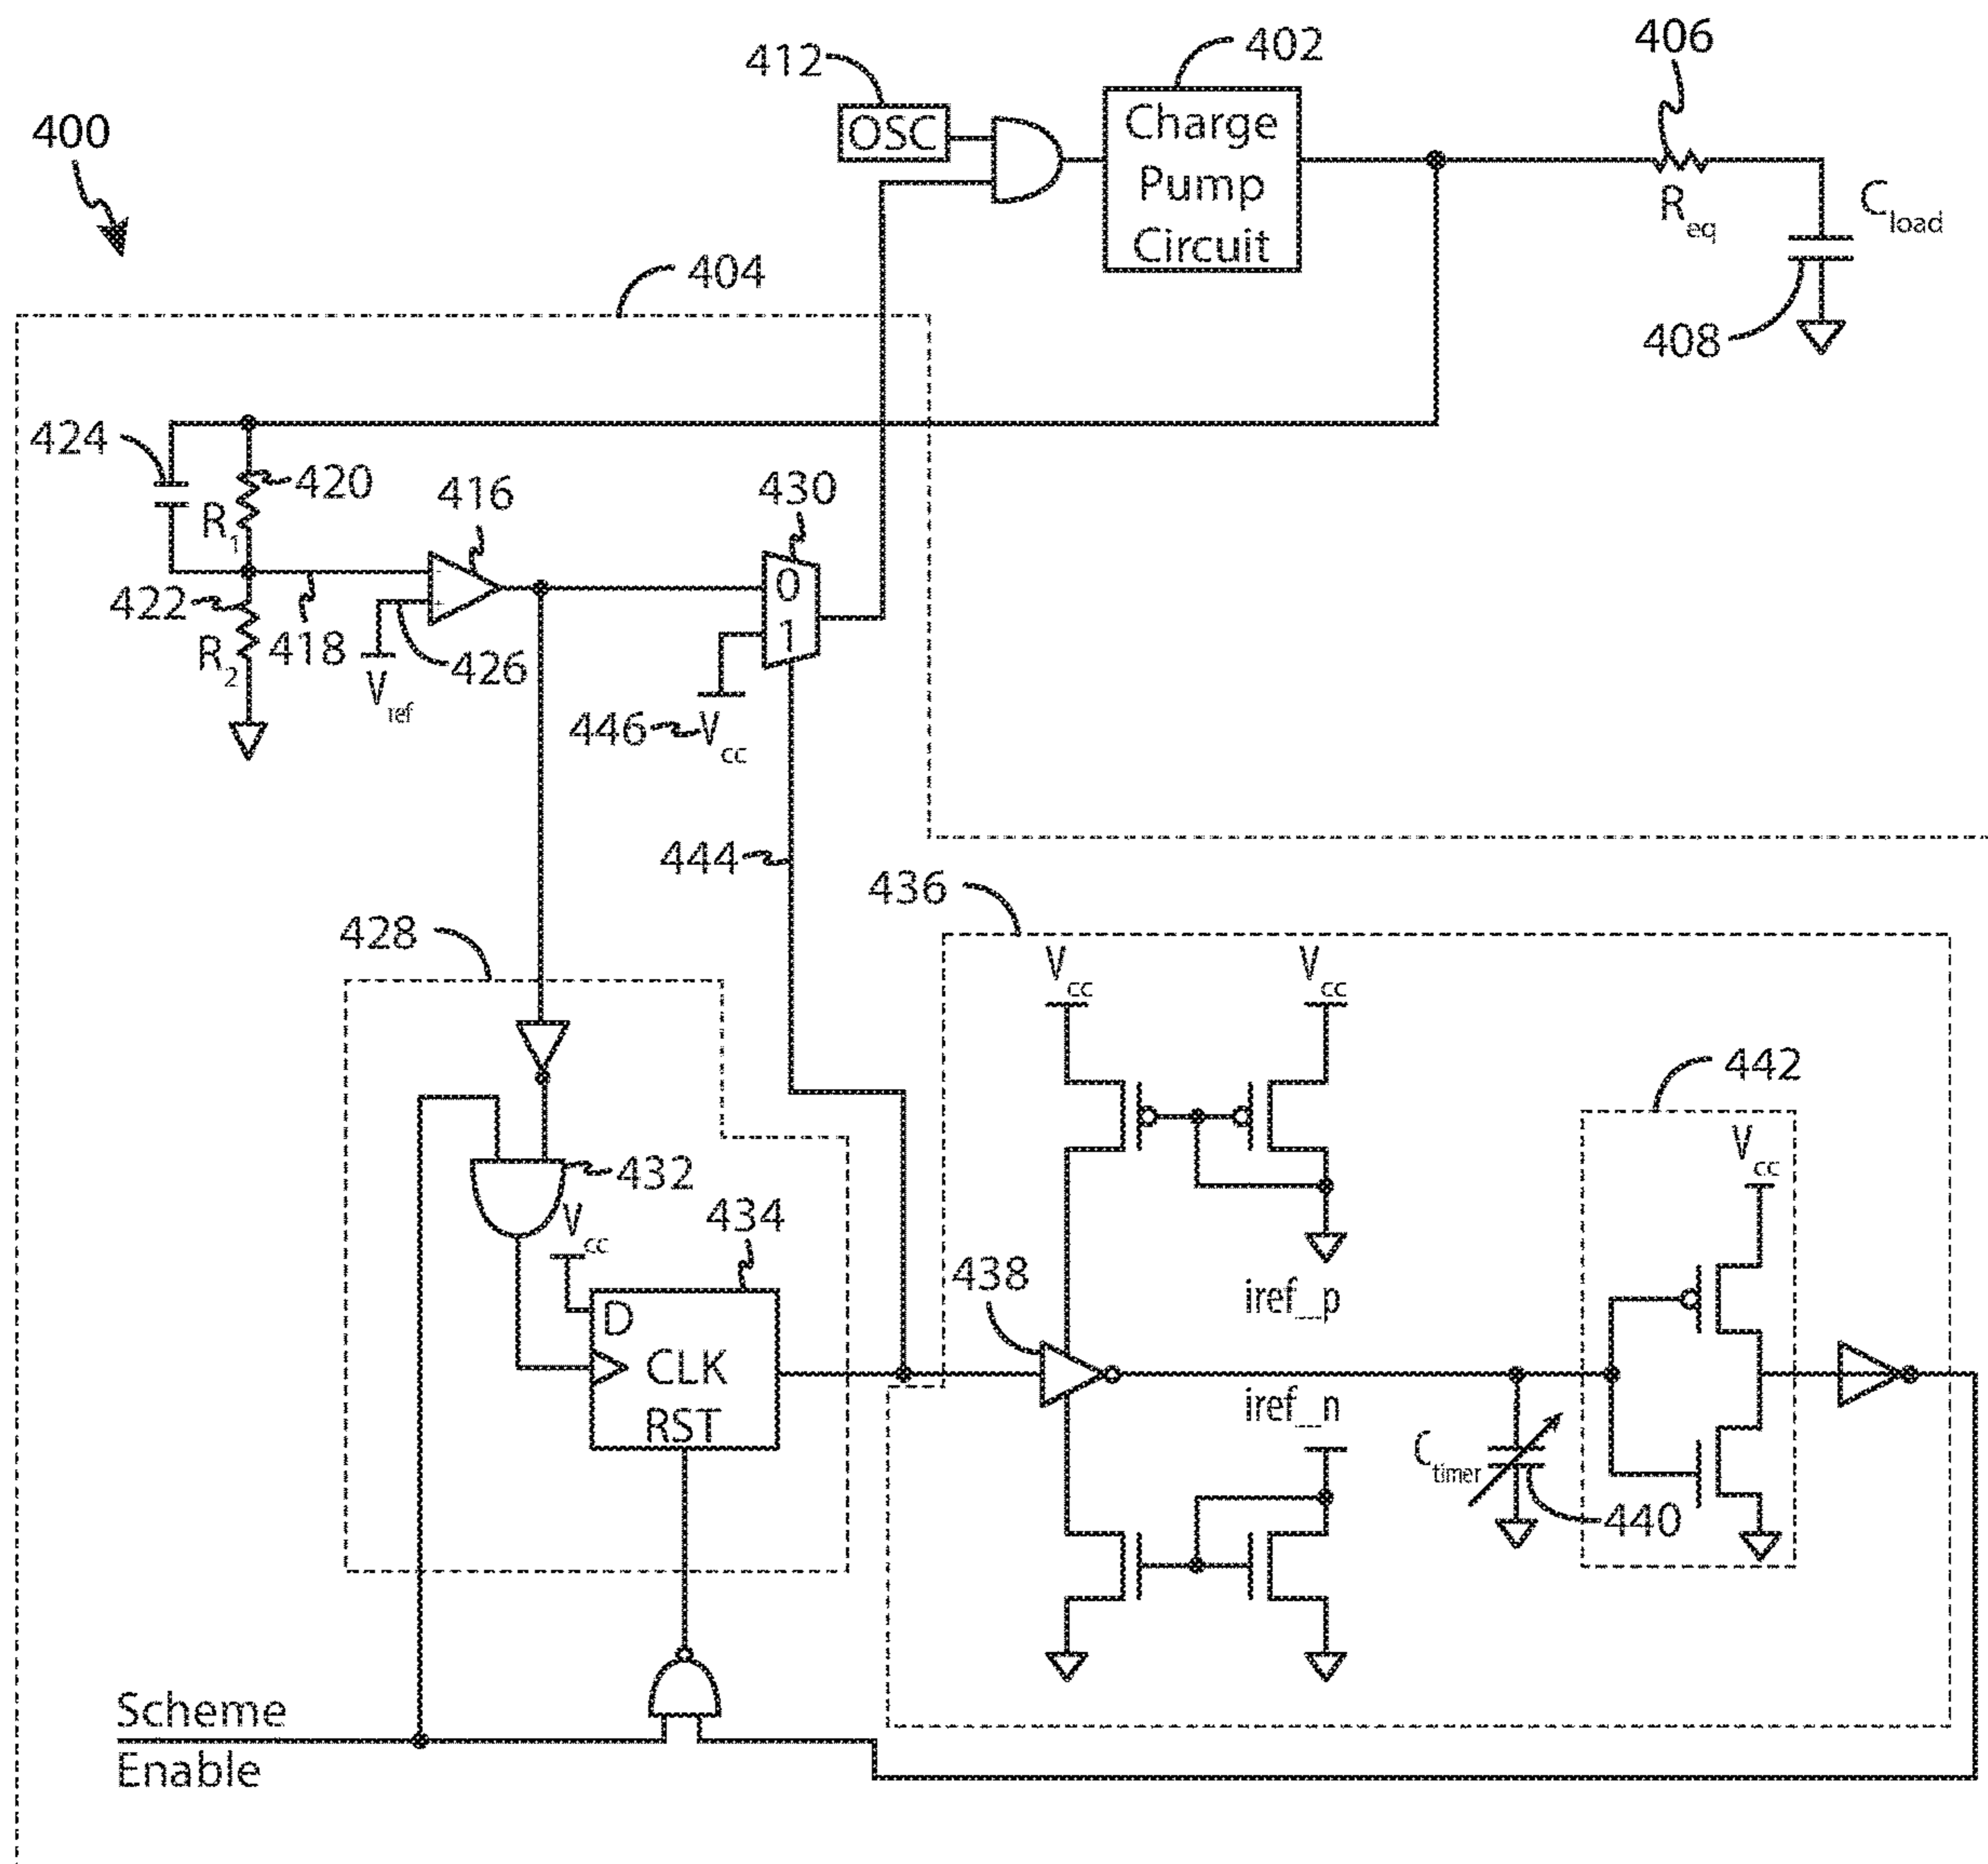 400
412
OSC
402
Charge
Pump
Circuit
406
R eq
C load
408
404
424
420
R 1
422
R 2
418
416
-
+
426
V ref
430
0
1
446
V cc
444
428
432
V cc
434
D
CLK
RST
436
V cc
V cc
438
iref_p
iref_n
C timer
440
442
V cc
Scheme
Enable